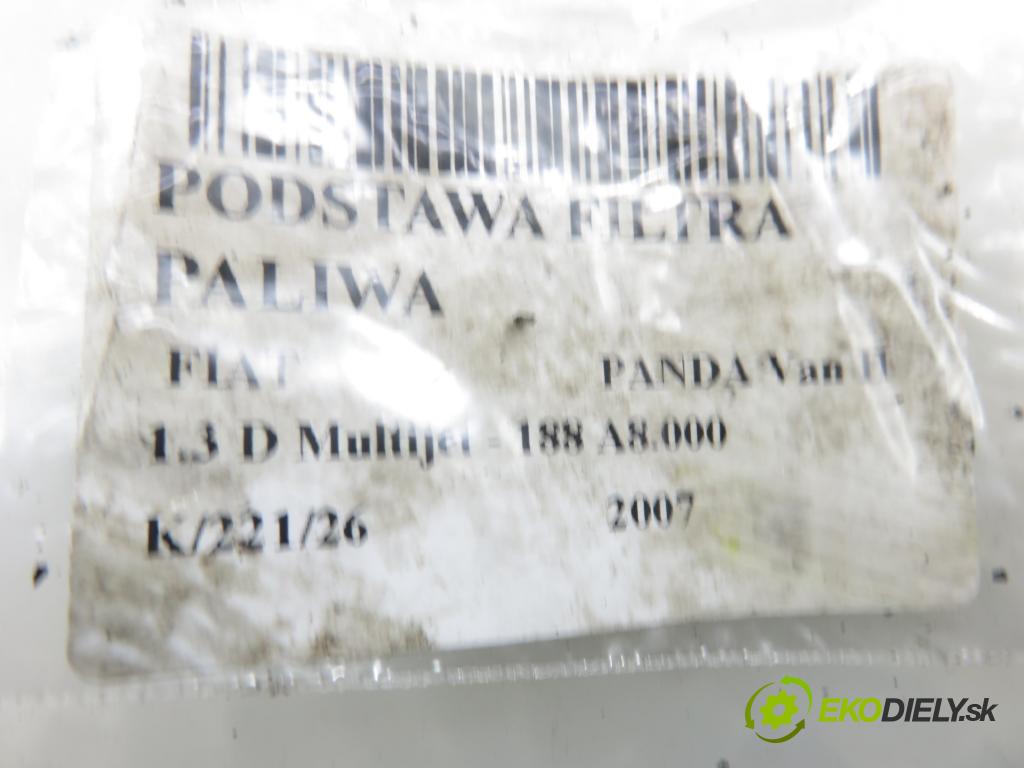 PODSTAWA FILTRA
PALIWA
FIAT PANDA Van II
1.3 D Multijet - 188 A8.000
K/221/26 2007
EKODIELY.sk